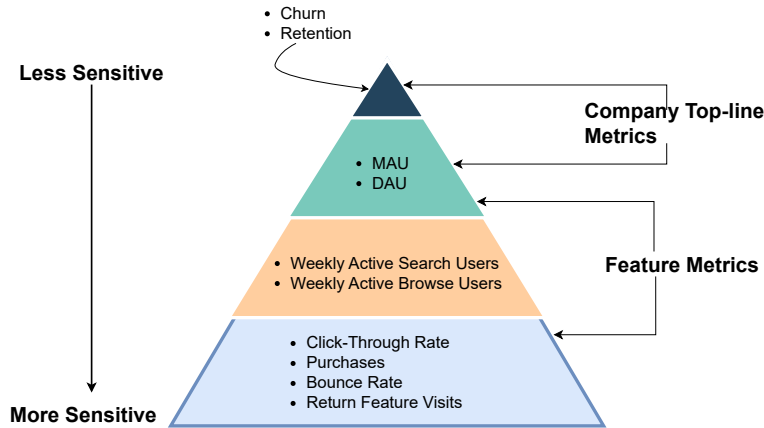 • Churn
• Retention
Less Sensitive
Company Top-line
Metrics
• MAU
• DAU
• Weekly Active Search Users
• Weekly Active Browse Users
Feature Metrics
• Click-Through Rate
• Purchases
• Bounce Rate
• Return Feature Visits
More Sensitive